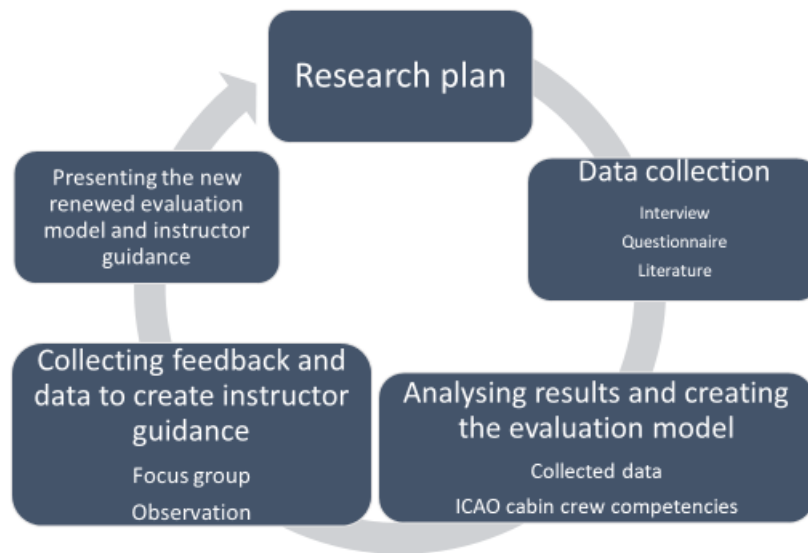 Research plan
Data collection
Interview
Questionnaire
Literature
Analysing results and creating
the evaluation model
Collected data
ICAO cabin crew competencies
Collecting feedback and
data to create instructor
guidance
Focus group
Observation
Presenting the new
renewed evaluation
model and instructor
guidance